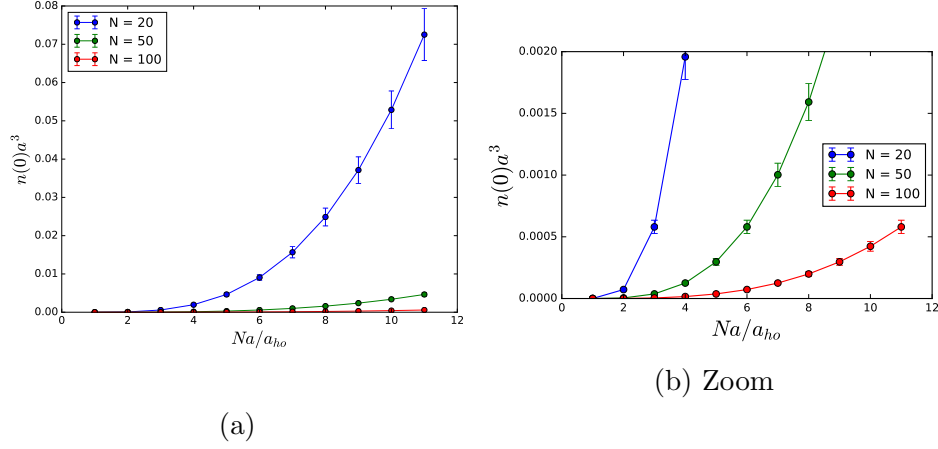 0.08
0.07
0.06
0.05
0.04
0.03
0.02
0.01
0.00
n(0)a³
N = 20
N = 50
N = 100
0 2 4 6 8 10 12
Na/a_{ho}
(a)
0.0020
0.0015
0.0010
0.0005
0.0000
n(0)a³
N = 20
N = 50
N = 100
0 2 4 6 8 10 12
Na/a_{ho}
(b) Zoom